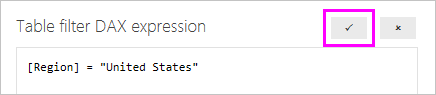 Table filter DAX expression
[Region] = "United States"